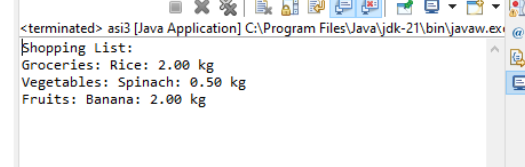 <terminated> asi3 [Java Application] C:\Program Files\Java\jdk-21\bin\javaw.exe
Shopping List:
Groceries: Rice: 2.00 kg
Vegetables: Spinach: 0.50 kg
Fruits: Banana: 2.00 kg